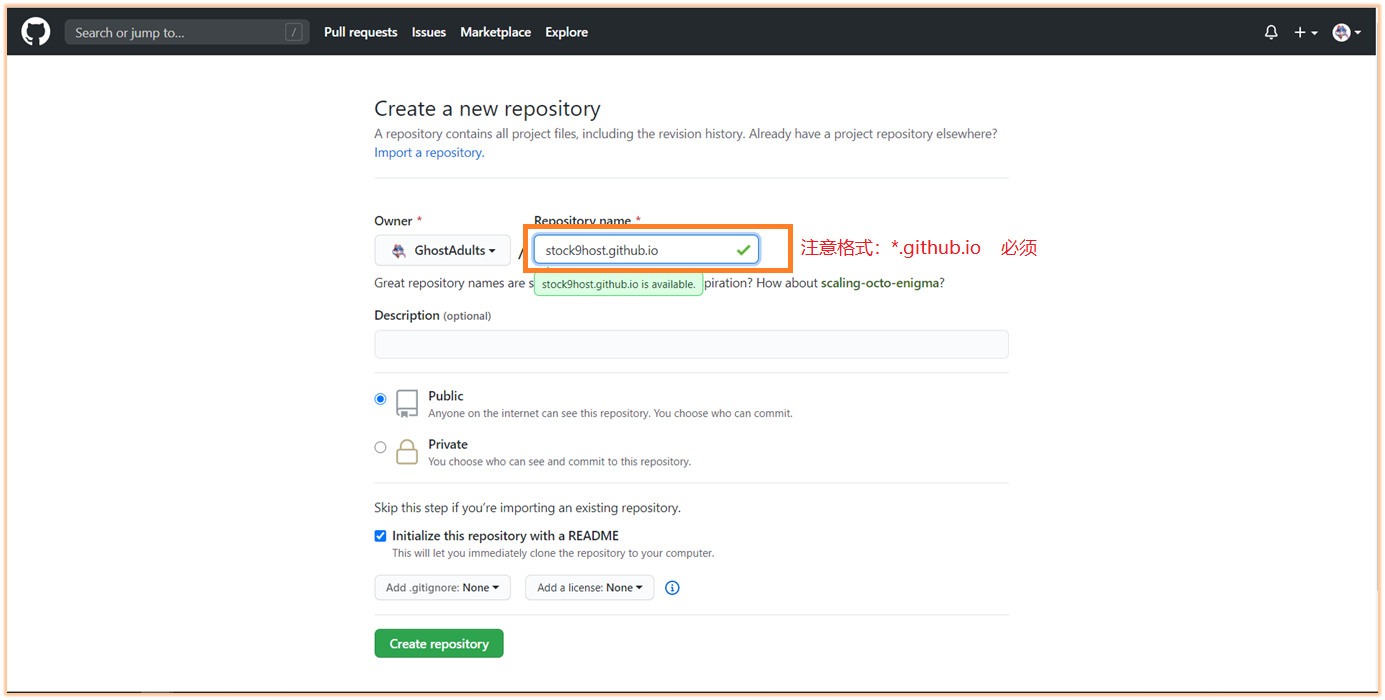 Search or jump to... /
Pull requests Issues Marketplace Explore
Create a new repository
A repository contains all project files, including the revision history. Already have a project repository elsewhere?
Import a repository.
Owner * Repository name *
GhostAdults / stock9host.github.io 注意格式：*.github.io 必须
Great repository names are s stock9host.github.io is available. piration? How about scaling-octo-enigma?
Description (optional)
Public
Anyone on the internet can see this repository. You choose who can commit.
Private
You choose who can see and commit to this repository.
Skip this step if you’re importing an existing repository.
Initialize this repository with a README
This will let you immediately clone the repository to your computer.
Add .gitignore: None Add a license: None
Create repository